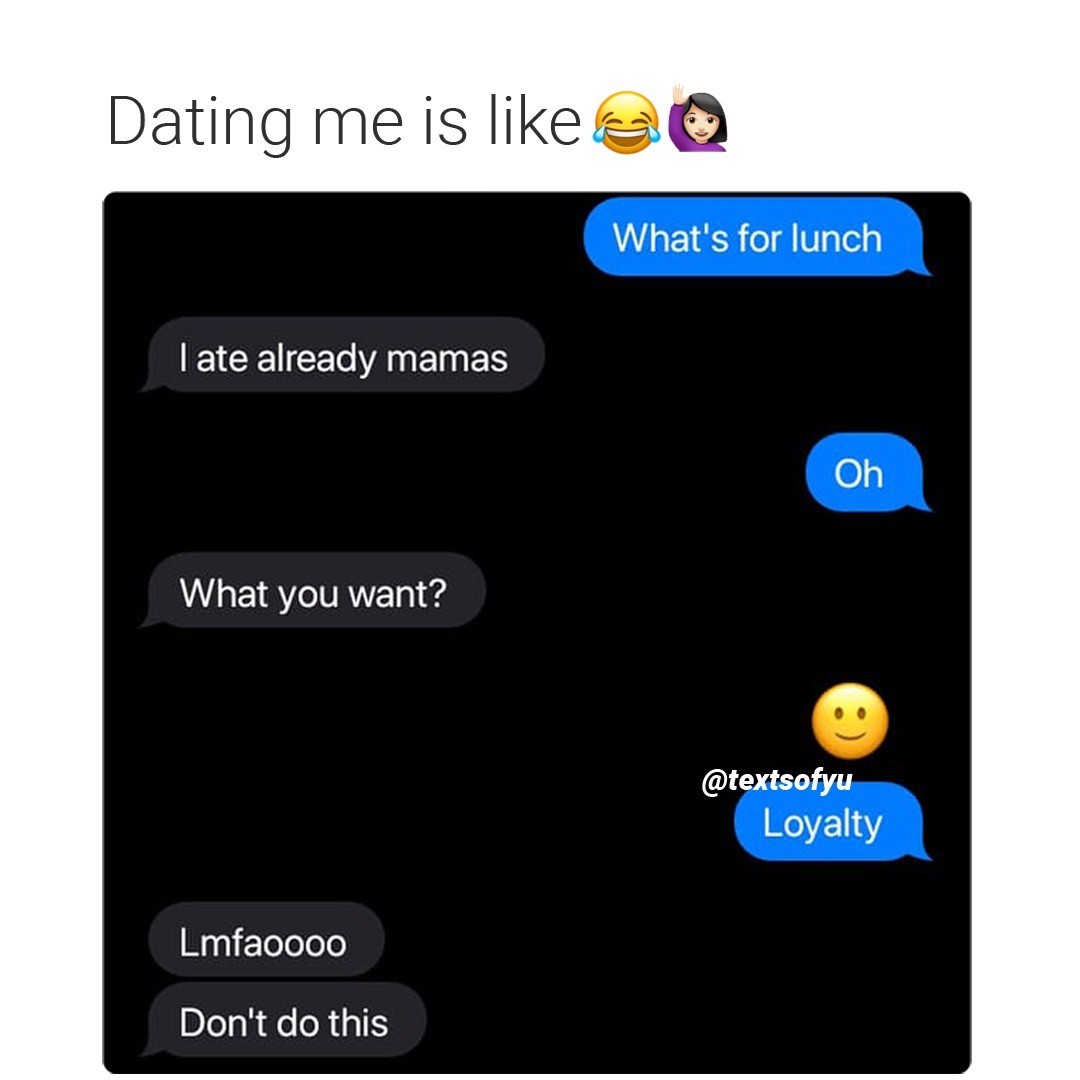 Dating me is like😂🙋🏻‍♀️
What's for lunch
I ate already mamas
Oh
What you want?
🙂
@textsofyu
Loyalty
Lmfaoooo
Don't do this